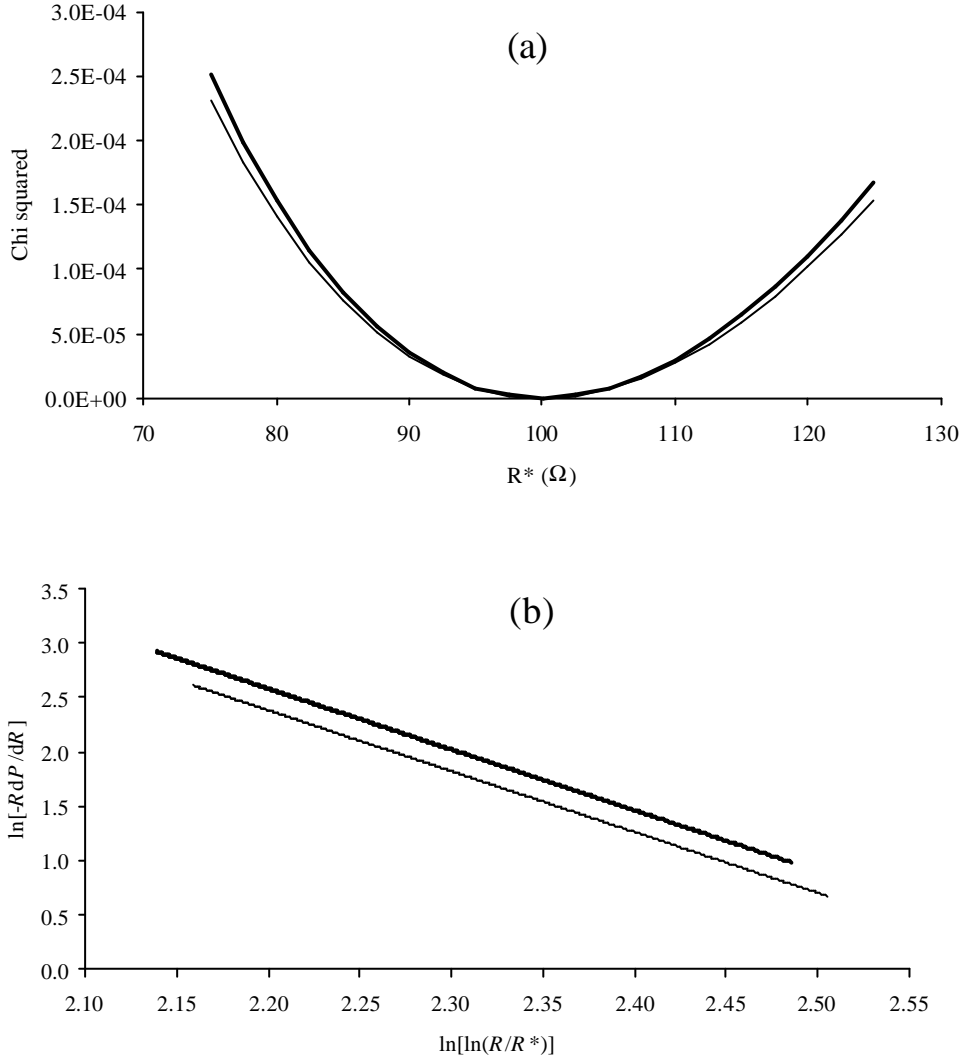 (a)
3.0E-04
2.5E-04
2.0E-04
1.5E-04
1.0E-04
5.0E-05
0.0E+00
Chi squared
70 80 90 100 110 120 130
R* (Ω)
(b)
3.5
3.0
2.5
2.0
1.5
1.0
0.5
0.0
ln[-RdP/dR]
2.10 2.15 2.20 2.25 2.30 2.35 2.40 2.45 2.50 2.55
ln[ln(R/R*)]